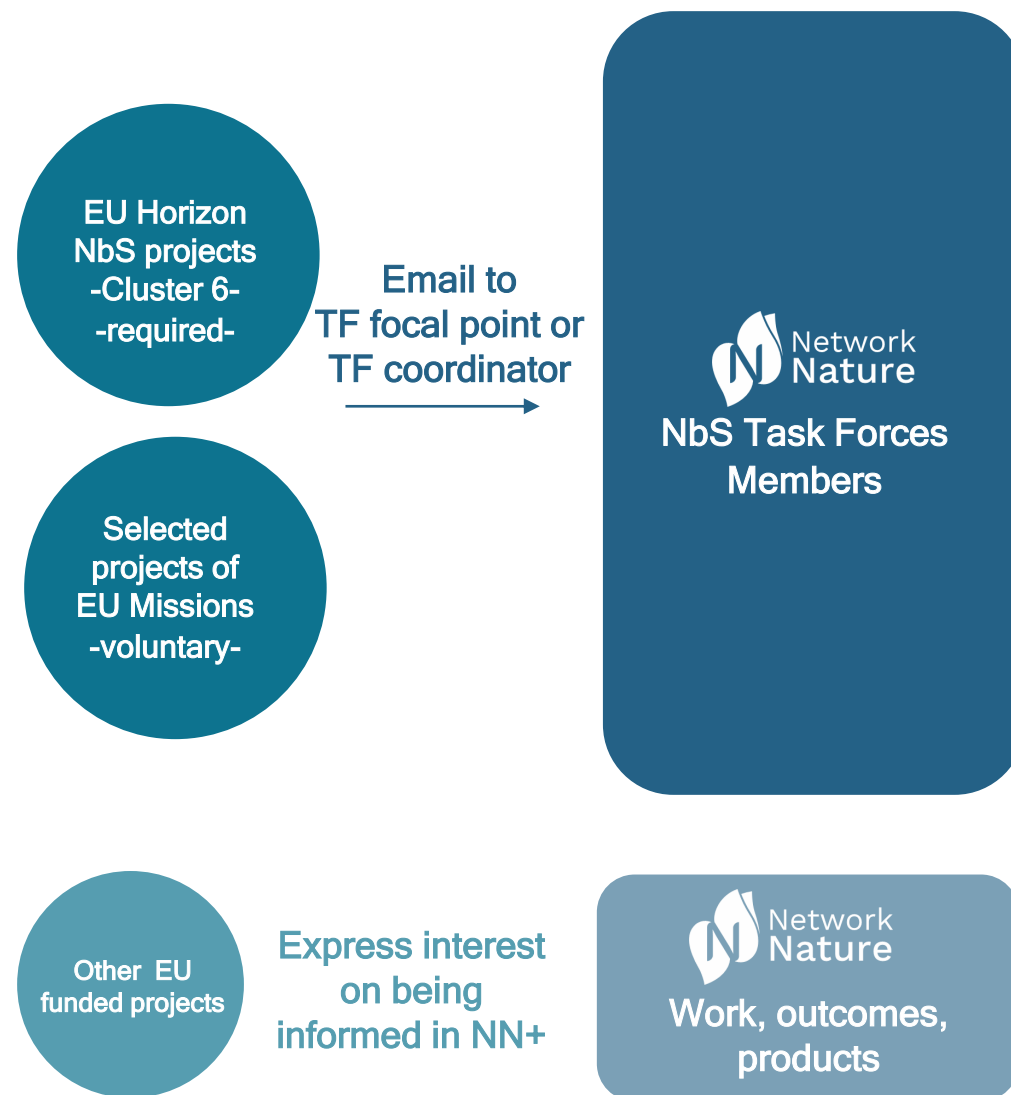 EU Horizon
NbS projects
-Cluster 6-
-required-
Email to
TF focal point or
TF coordinator
N
Network
Nature
NbS Task Forces
Members
Selected
projects of
EU Missions
-voluntary-
Other EU
funded projects
Express interest
on being
informed in NN+
N
Network
Nature
Work, outcomes,
products